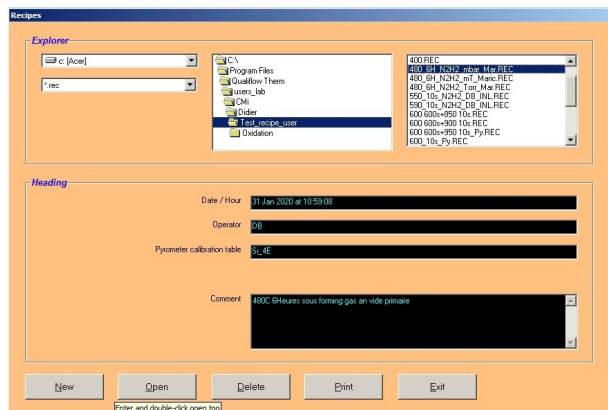 Recipes
Explorer
c: [Acer]
*.rec
C:\
Program Files
Qualiflow Therm
users_lab
CMi
Didier
Test_recipe_user
Oxidation
400.REC
480_6H_N2H2_mbar_Mar.REC
480_6H_N2H2_mT_Maric.REC
480_6H_N2H2_Torr_Mar.REC
550_10s_N2H2_DB_INL.REC
590_10s_N2H2_DB_INL.REC
600 600s+850 10s.REC
600 600s+900 10s.REC
600 600s+950 10s_Py.REC
600_10s_Py.REC
Heading
Date / Hour
31 Jan 2020 at 10:59:08
Operator
DB
Pyrometer calibration table
Si_4E
Comment
480C 6Heures sous forming gas an vide primaire
New
Open
Delete
Print
Exit
Enter and double-click open too